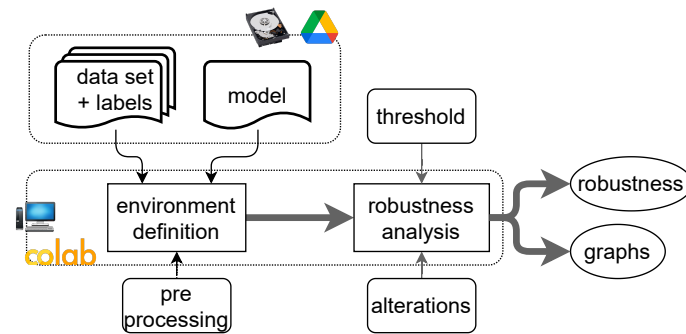 data set
+ labels
model
threshold
environment
definition
robustness
analysis
robustness
graphs
colab
pre
processing
alterations